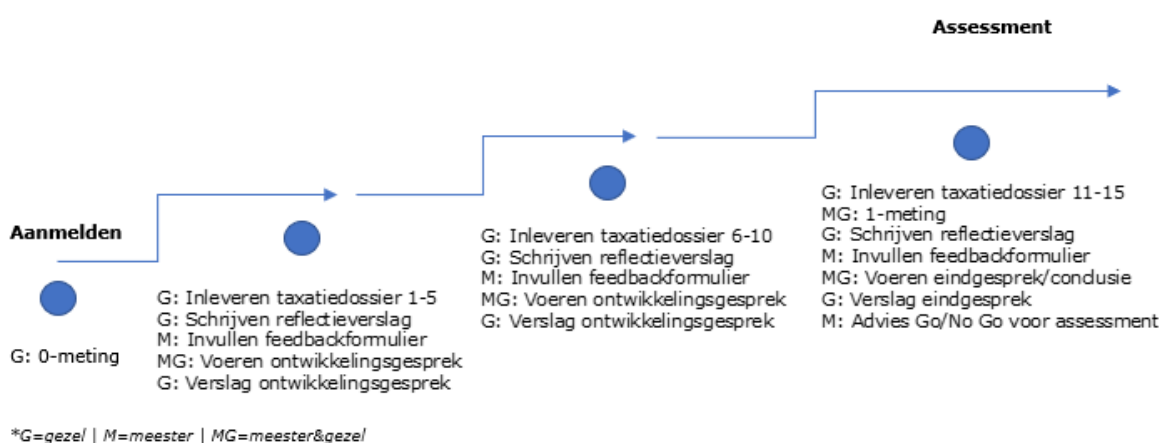 Assessment
Aanmelden
G: 0-meting
G: Inleveren taxatiedossier 1-5
G: Schrijven reflectieverslag
M: Invullen feedbackformulier
MG: Voeren ontwikkelingsgesprek
G: Verslag ontwikkelingsgesprek
G: Inleveren taxatiedossier 6-10
G: Schrijven reflectieverslag
M: Invullen feedbackformulier
MG: Voeren ontwikkelingsgesprek
G: Verslag ontwikkelingsgesprek
G: Inleveren taxatiedossier 11-15
MG: 1-meting
G: Schrijven reflectieverslag
M: Invullen feedbackformulier
MG: Voeren eindgesprek/conclusie
G: Verslag eindgesprek
M: Advies Go/No Go voor assessment
*G=gezel | M=meester | MG=meester&gezel